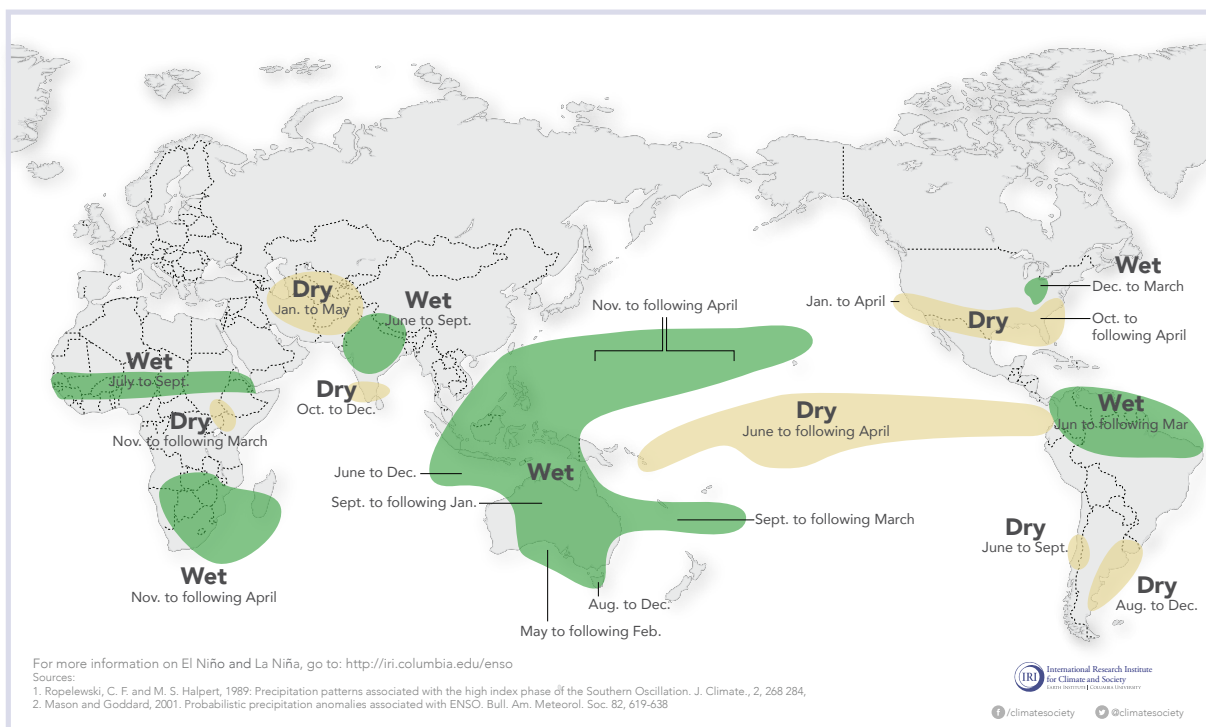 Wet
Dec. to March
Dry
Jan. to May
Wet
June to Sept.
Nov. to following April
Jan. to April
Dry
Oct. to
following April
Wet
July to Sept.
Dry
Oct. to Dec.
Dry
Nov. to following March
Dry
June to following April
Wet
Jun to following Mar
June to Dec.
Wet
Sept. to following Jan.
Sept. to following March
Dry
June to Sept.
Wet
Nov. to following April
Aug. to Dec.
Dry
Aug. to Dec.
May to following Feb.
For more information on El Niño and La Niña, go to: http://iri.columbia.edu/enso
Sources:
1. Ropelewski, C. F. and M. S. Halpert, 1989: Precipitation patterns associated with the high index phase of the Southern Oscillation. J. Climate., 2, 268 284,
2. Mason and Goddard, 2001. Probabilistic precipitation anomalies associated with ENSO. Bull. Am. Meteorol. Soc. 82, 619-638
IRI
International Research Institute
for Climate and Society
EARTH INSTITUTE | COLUMBIA UNIVERSITY
f /climatesociety
@climatesociety